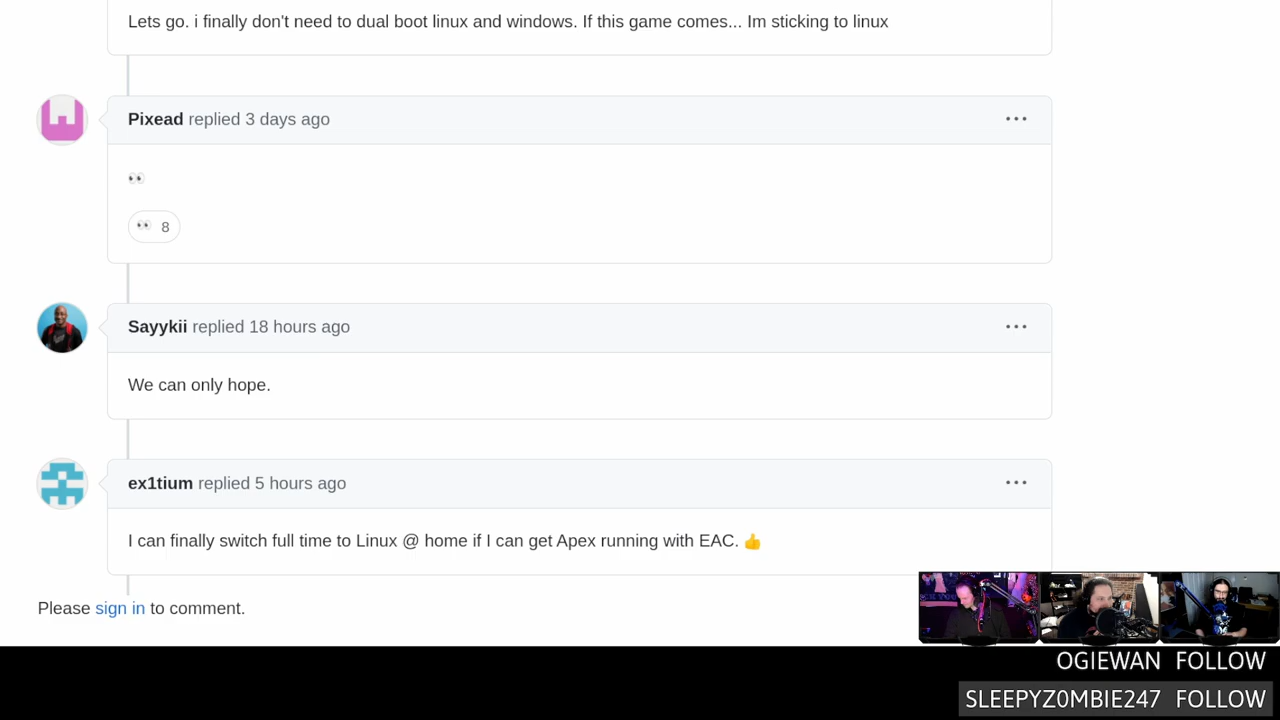 Lets go. i finally don't need to dual boot linux and windows. If this game comes... Im sticking to linux
Pixead replied 3 days ago
👀
👀 8
Sayykii replied 18 hours ago
We can only hope.
ex1tium replied 5 hours ago
I can finally switch full time to Linux @ home if I can get Apex running with EAC. 👍
Please sign in to comment.
OGIEWAN FOLLOW
SLEEPYZ0MBIE247 FOLLOW